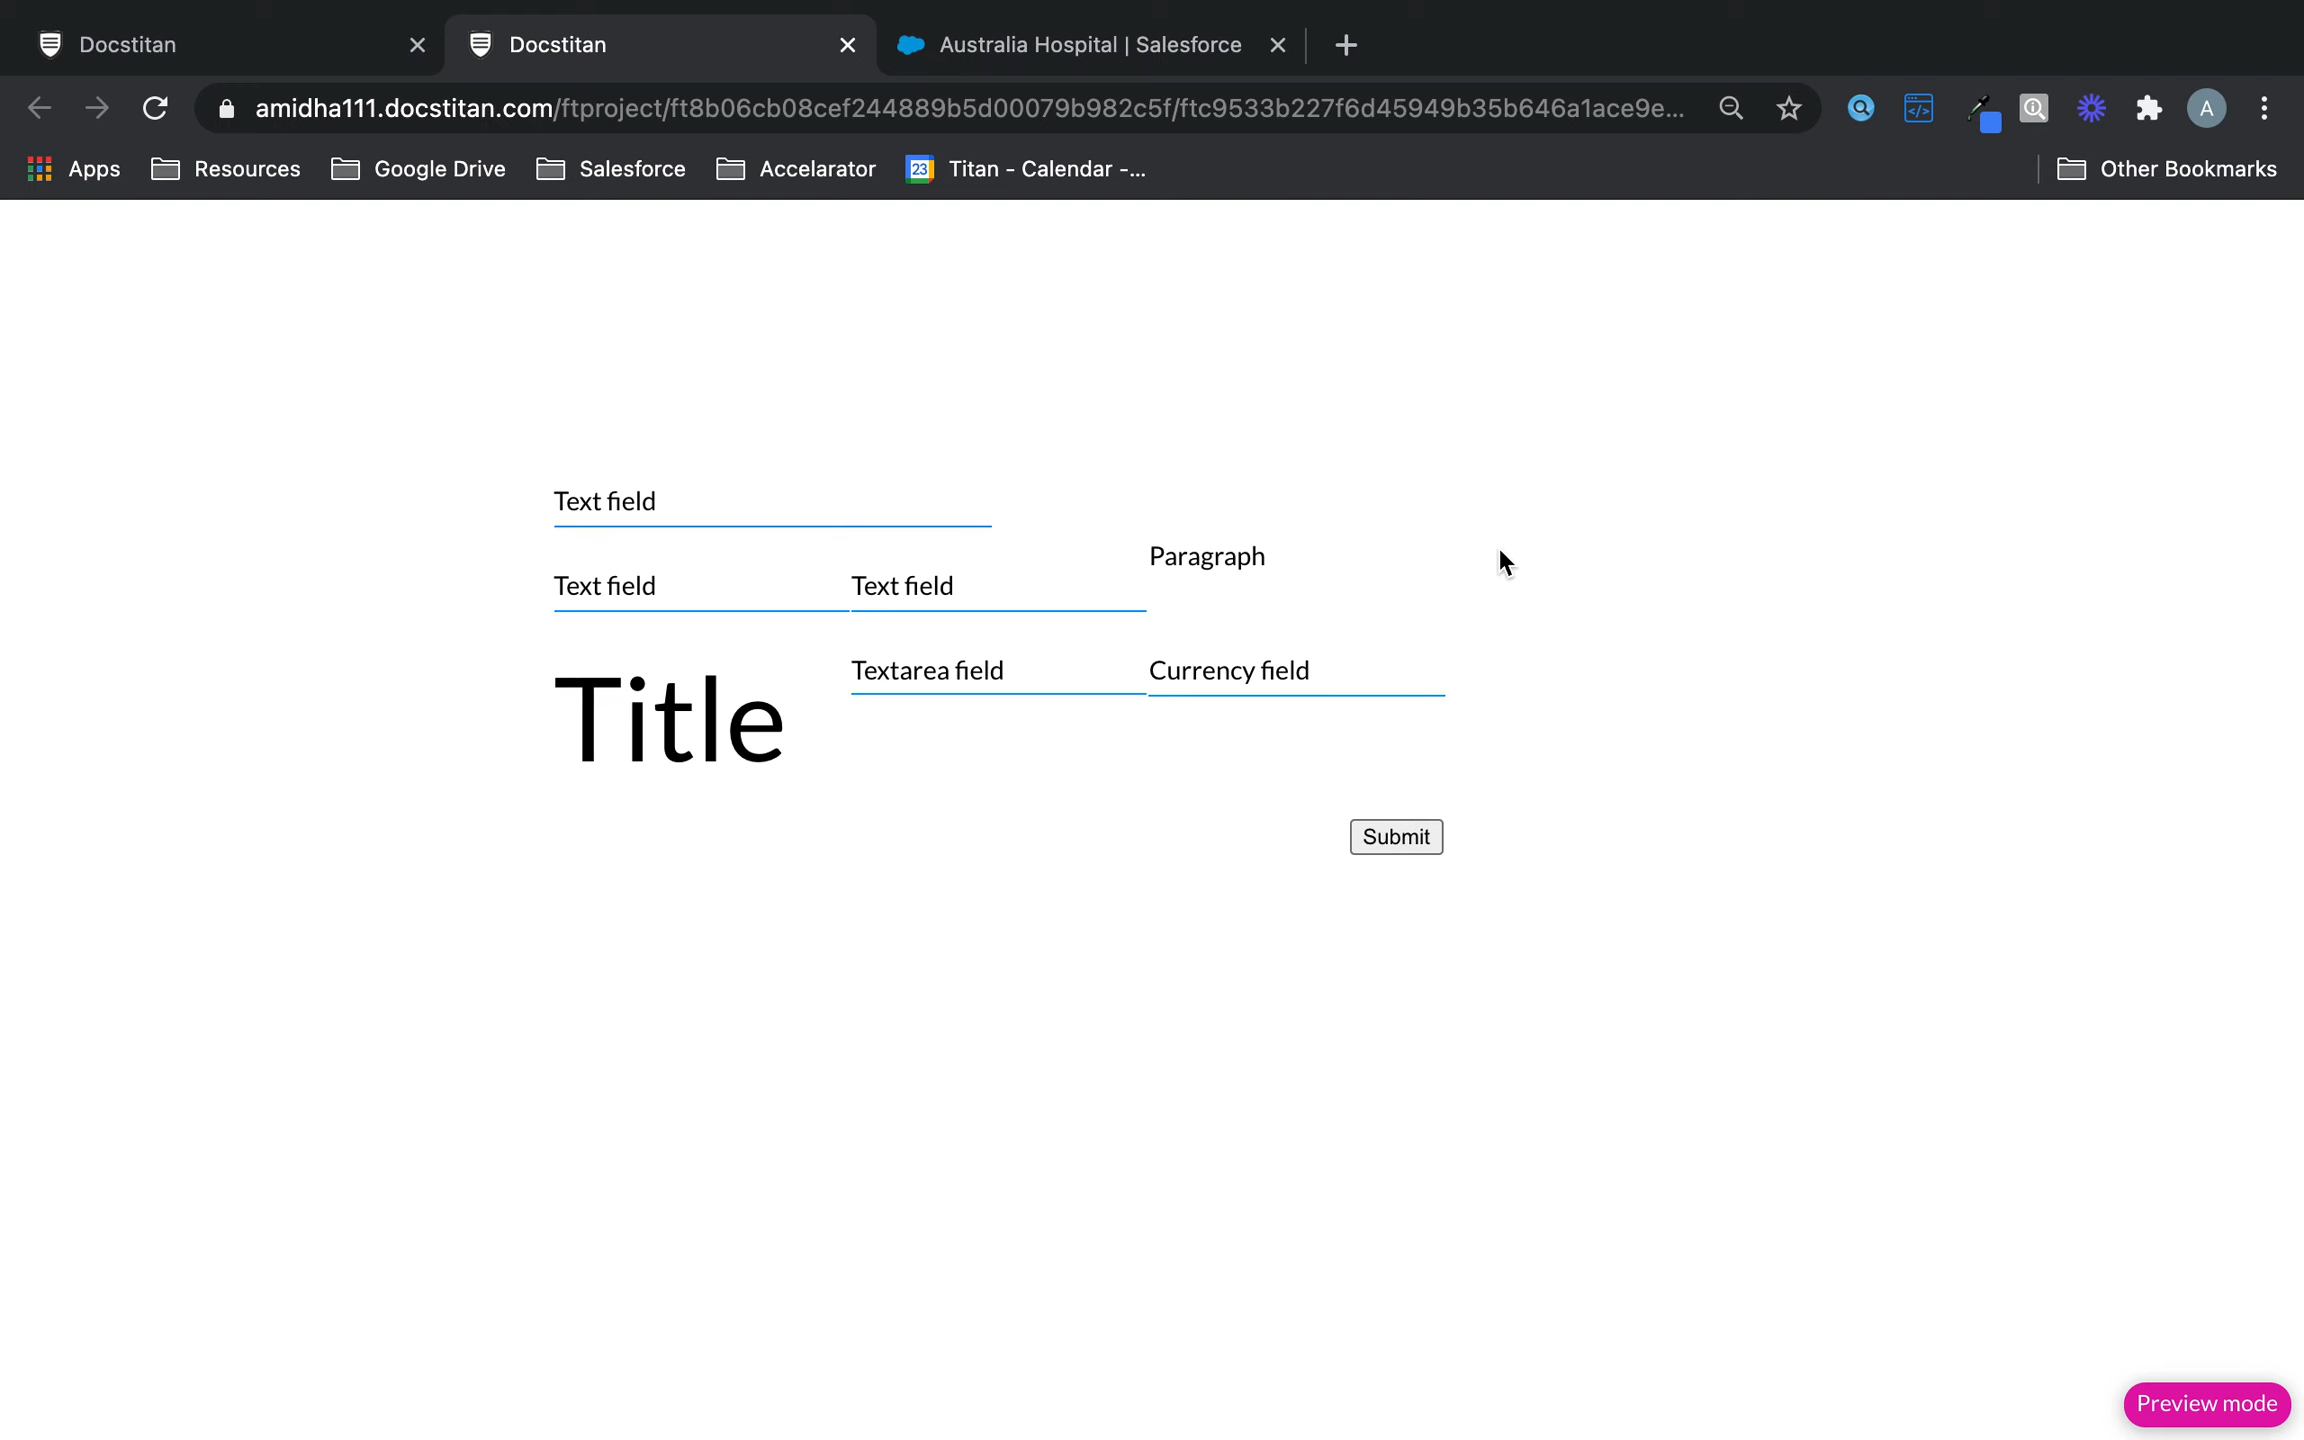 Docstitan
Docstitan
Australia Hospital | Salesforce
amidha111.docstitan.com/ftproject/ft8b06cb08cef244889b5d00079b982c5f/ftc9533b227f6d45949b35b646a1ace9e...
A
Apps
Resources
Google Drive
Salesforce
Accelarator
23
Titan - Calendar -...
Other Bookmarks
Text field
Paragraph
Text field
Text field
Title
Textarea field
Currency field
Submit
Preview mode